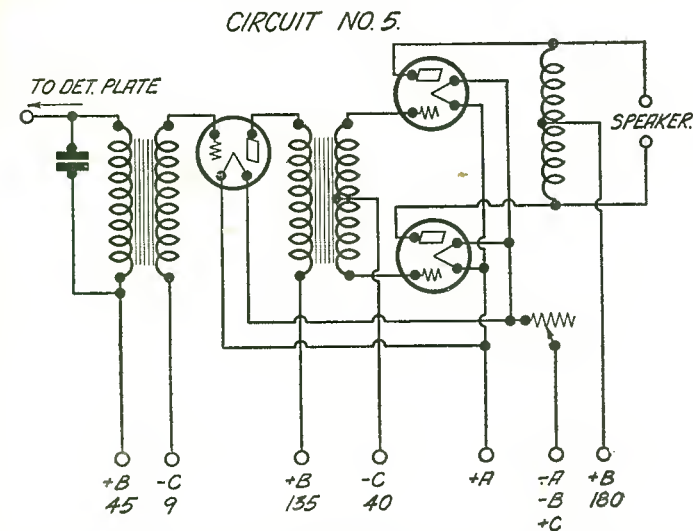 CIRCUIT NO. 5.
TO DET. PLATE
SPEAKER.
+B
45
-C
9
+B
135
-C
40
+A
-A
-B
+C
+B
180